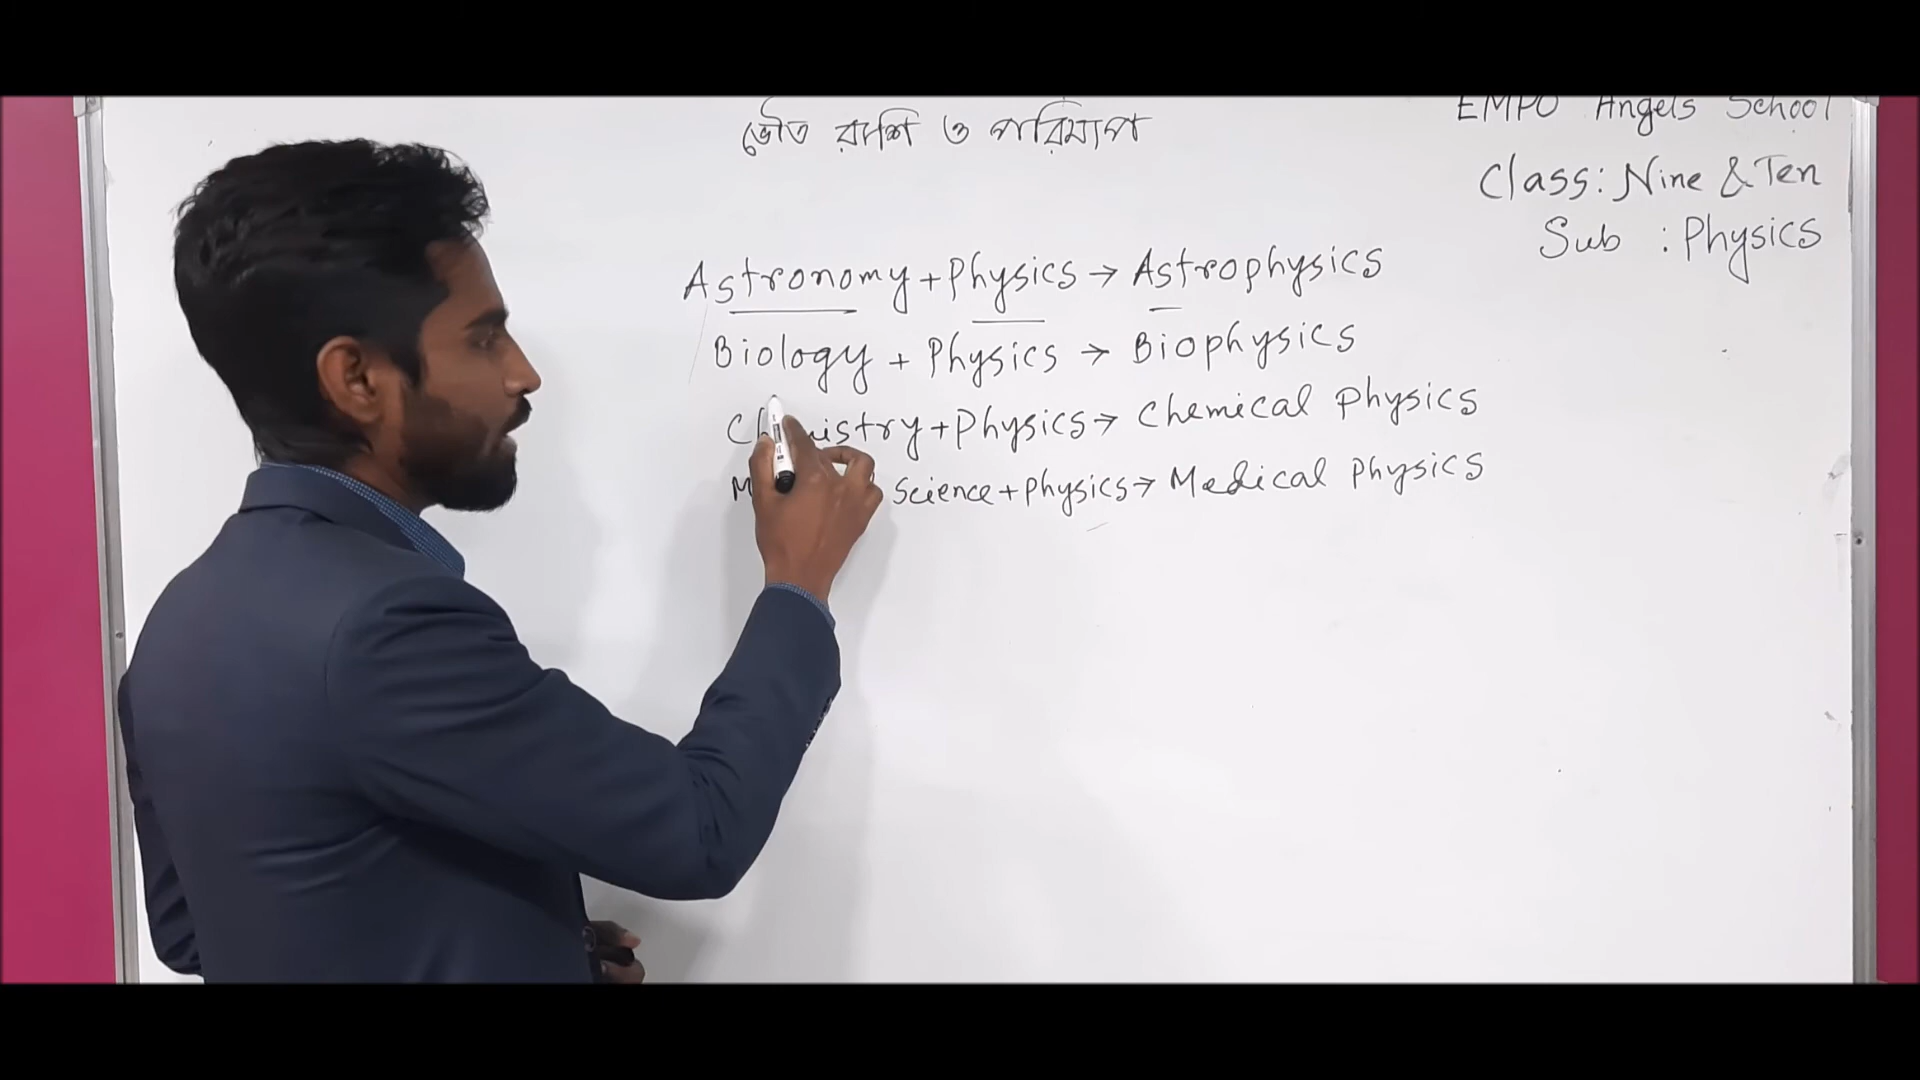 ভৌত রাশি ও পরিমাপ
EMPO Angels School
Class: Nine & Ten
Sub : Physics
Astronomy + Physics → Astrophysics
Biology + Physics → Biophysics
Chemistry + Physics → Chemical Physics
Science + Physics → Medical Physics